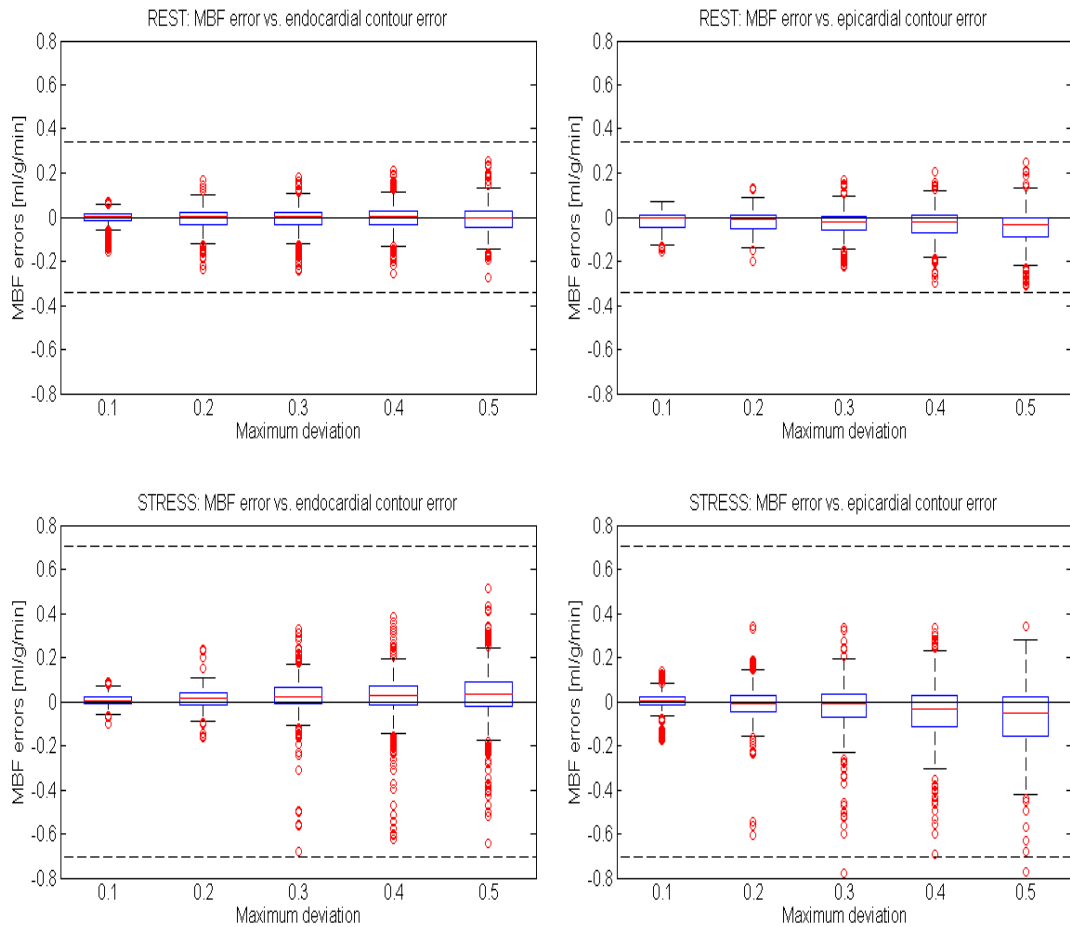 REST: MBF error vs. endocardial contour error
REST: MBF error vs. epicardial contour error
0.8
0.6
0.4
0.2
0
-0.2
-0.4
-0.6
-0.8
MBF errors [ml/g/min]
0.1 0.2 0.3 0.4 0.5
Maximum deviation
0.8
0.6
0.4
0.2
0
-0.2
-0.4
-0.6
-0.8
MBF errors [ml/g/min]
0.1 0.2 0.3 0.4 0.5
Maximum deviation
STRESS: MBF error vs. endocardial contour error
STRESS: MBF error vs. epicardial contour error
0.8
0.6
0.4
0.2
0
-0.2
-0.4
-0.6
-0.8
MBF errors [ml/g/min]
0.1 0.2 0.3 0.4 0.5
Maximum deviation
0.8
0.6
0.4
0.2
0
-0.2
-0.4
-0.6
-0.8
MBF errors [ml/g/min]
0.1 0.2 0.3 0.4 0.5
Maximum deviation